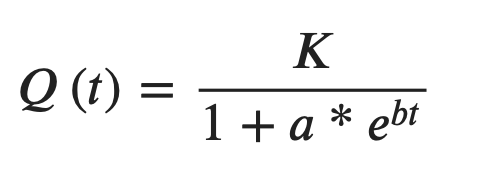 Q (t) = K / 1 + a * e^{bt}